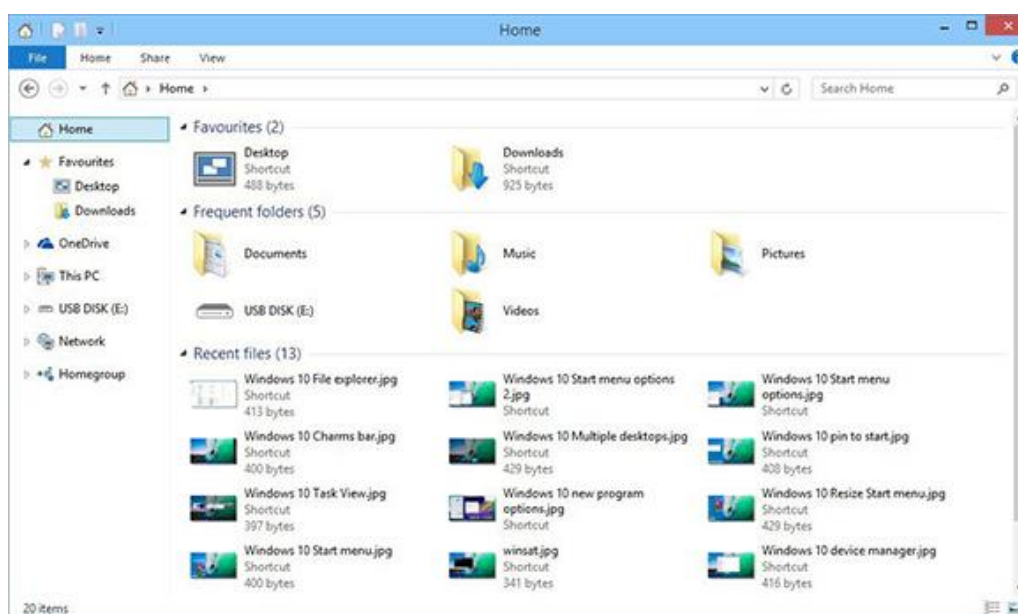 Home
File Home Share View
Home
Search Home
Home
Favourites
Desktop
Downloads
OneDrive
This PC
USB DISK (E:)
Network
Homegroup
Favourites (2)
Desktop
Shortcut
488 bytes
Downloads
Shortcut
925 bytes
Frequent folders (5)
Documents
Music
Pictures
USB DISK (E:)
Videos
Recent files (13)
Windows 10 File explorer.jpg
Shortcut
413 bytes
Windows 10 Start menu options
2.jpg
Shortcut
Windows 10 Start menu
options.jpg
Shortcut
Windows 10 Charms bar.jpg
Shortcut
400 bytes
Windows 10 Multiple desktops.jpg
Shortcut
429 bytes
Windows 10 pin to start.jpg
Shortcut
408 bytes
Windows 10 Task View.jpg
Shortcut
397 bytes
Windows 10 new program
options.jpg
Shortcut
Windows 10 Resize Start menu.jpg
Shortcut
429 bytes
Windows 10 Start menu.jpg
Shortcut
400 bytes
winsat.jpg
Shortcut
341 bytes
Windows 10 device manager.jpg
Shortcut
416 bytes
20 items